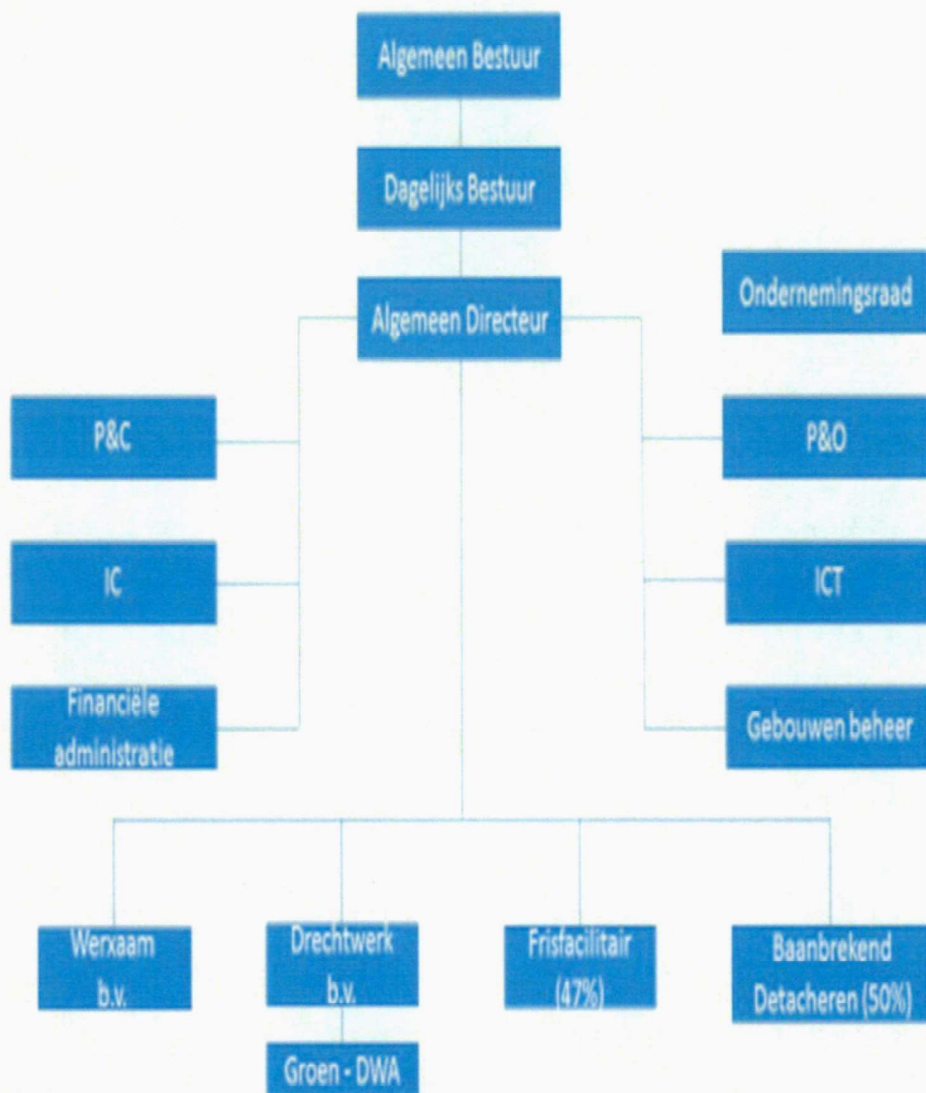 Algemeen Bestuur
Dagelijks Bestuur
Algemeen Directeur
Ondernemingsraad
P&C
P&O
IC
ICT
Financiële
administratie
Gebouwen beheer
Werxaam
b.v.
Drechtwerk
b.v.
Frisfacilitair
(47%)
Baanbrekend
Detacheren (50%)
Groen - DWA